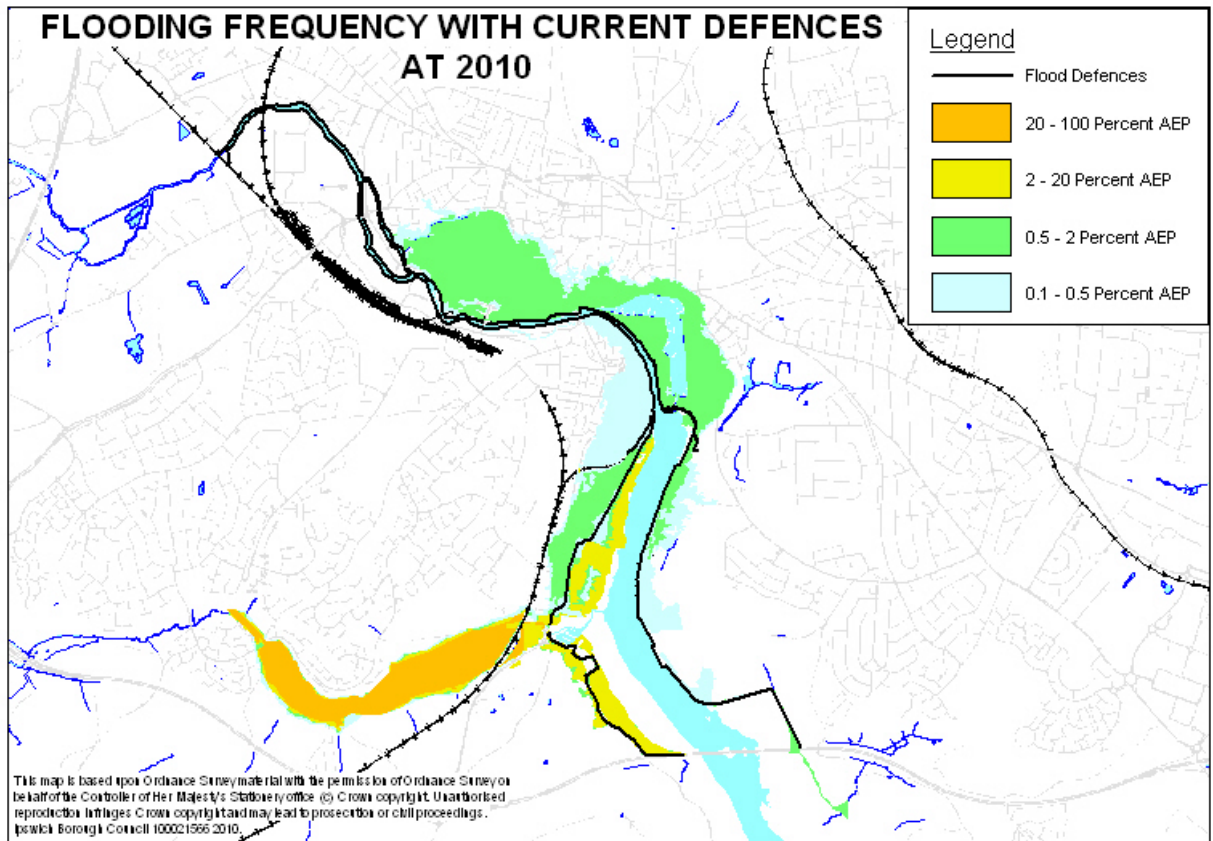 FLOODING FREQUENCY WITH CURRENT DEFENCES
AT 2010
Legend
Flood Defences
20 - 100 Percent AEP
2 - 20 Percent AEP
0.5 - 2 Percent AEP
0.1 - 0.5 Percent AEP
This map is based upon Ordnance Survey material with the permission of Ordnance Survey on
behalf of the Controller of Her Majesty's Stationery office (c) Crown copyright. Unauthorised
reproduction infringes Crown copyright and may lead to prosecution or civil proceedings.
Ipswich Borough Council 100021566 2010.